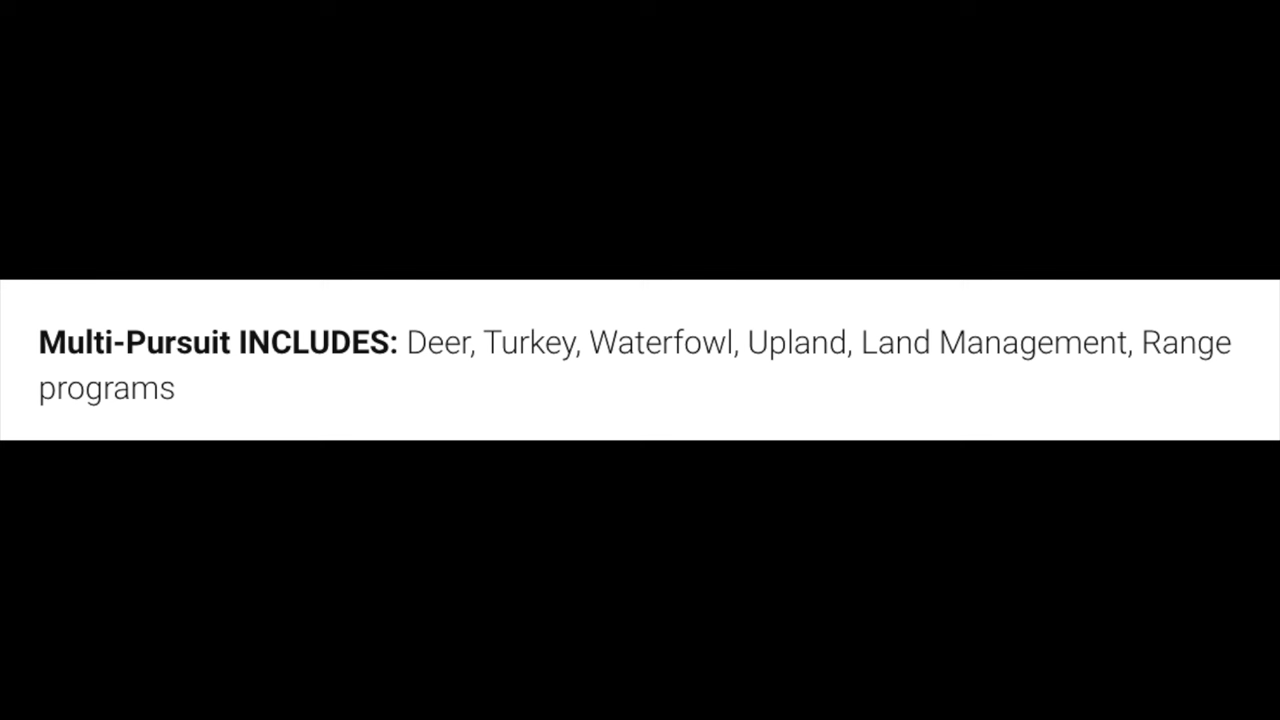 Multi-Pursuit INCLUDES: Deer, Turkey, Waterfowl, Upland, Land Management, Range
programs